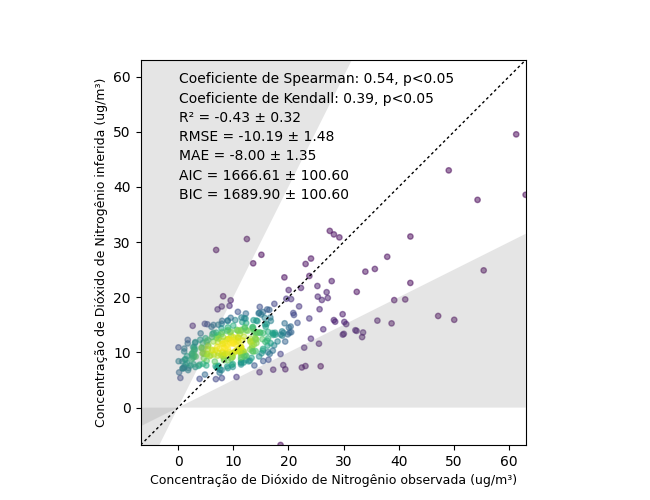 Coeficiente de Spearman: 0.54, p<0.05
Coeficiente de Kendall: 0.39, p<0.05
R² = -0.43 ± 0.32
RMSE = -10.19 ± 1.48
MAE = -8.00 ± 1.35
AIC = 1666.61 ± 100.60
BIC = 1689.90 ± 100.60
Concentração de Dióxido de Nitrogênio inferida (ug/m³)
60
50
40
30
20
10
0
0 10 20 30 40 50 60
Concentração de Dióxido de Nitrogênio observada (ug/m³)